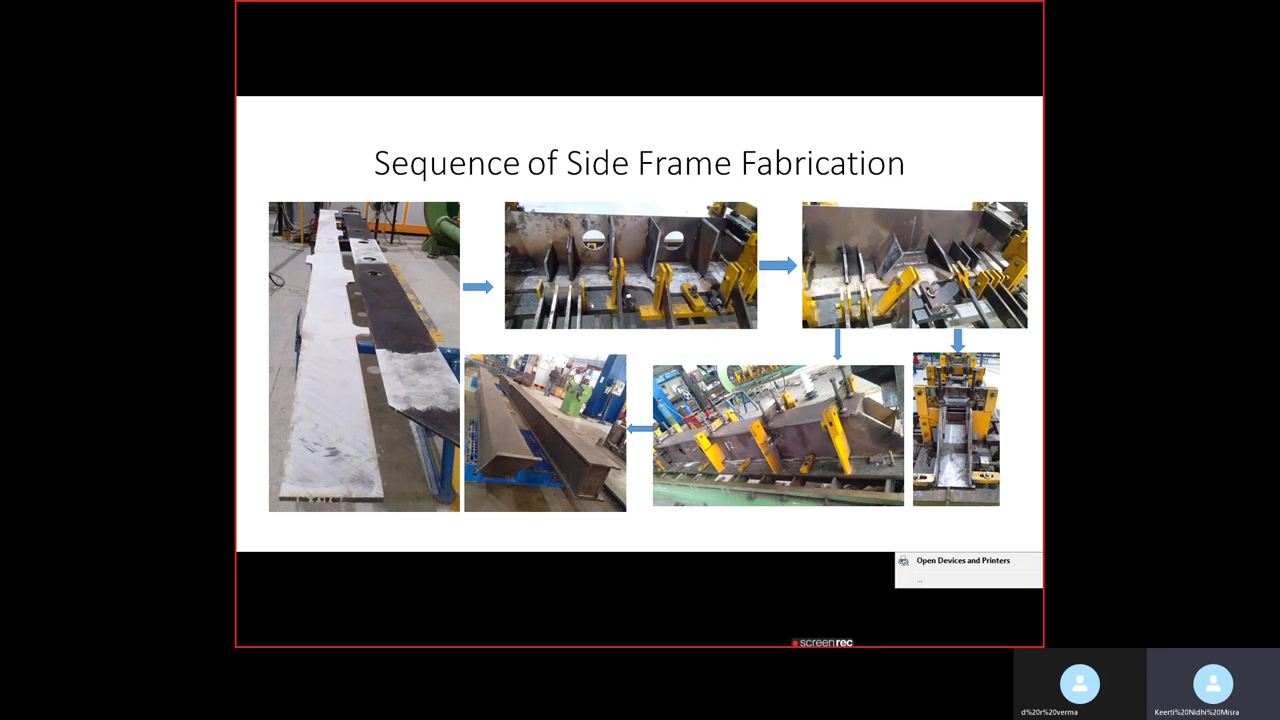 Sequence of Side Frame Fabrication
Open Devices and Printers
...
screenrec
d%20r%20verma
Keerti%20Nidhi%20Misra